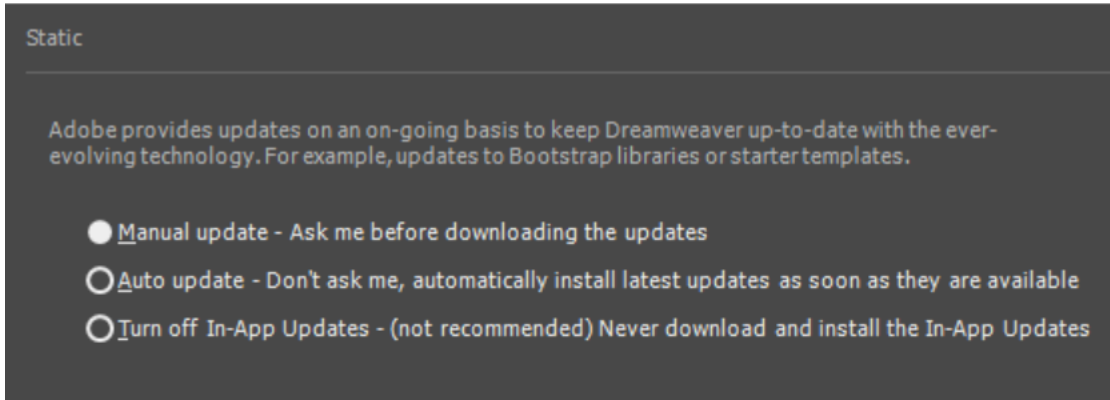 Static
Adobe provides updates on an on-going basis to keep Dreamweaver up-to-date with the ever-
evolving technology. For example, updates to Bootstrap libraries or starter templates.
Manual update - Ask me before downloading the updates
Auto update - Don't ask me, automatically install latest updates as soon as they are available
Turn off In-App Updates - (not recommended) Never download and install the In-App Updates